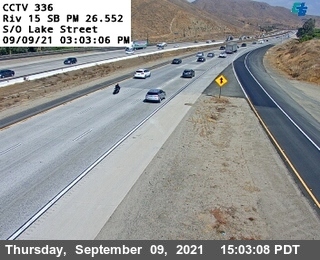 CCTV 336
Riv 15 SB PM 26.552
S/O Lake Street
09/09/21 03:03:06 PM
Thursday, September 09, 2021 15:03:08 PDT